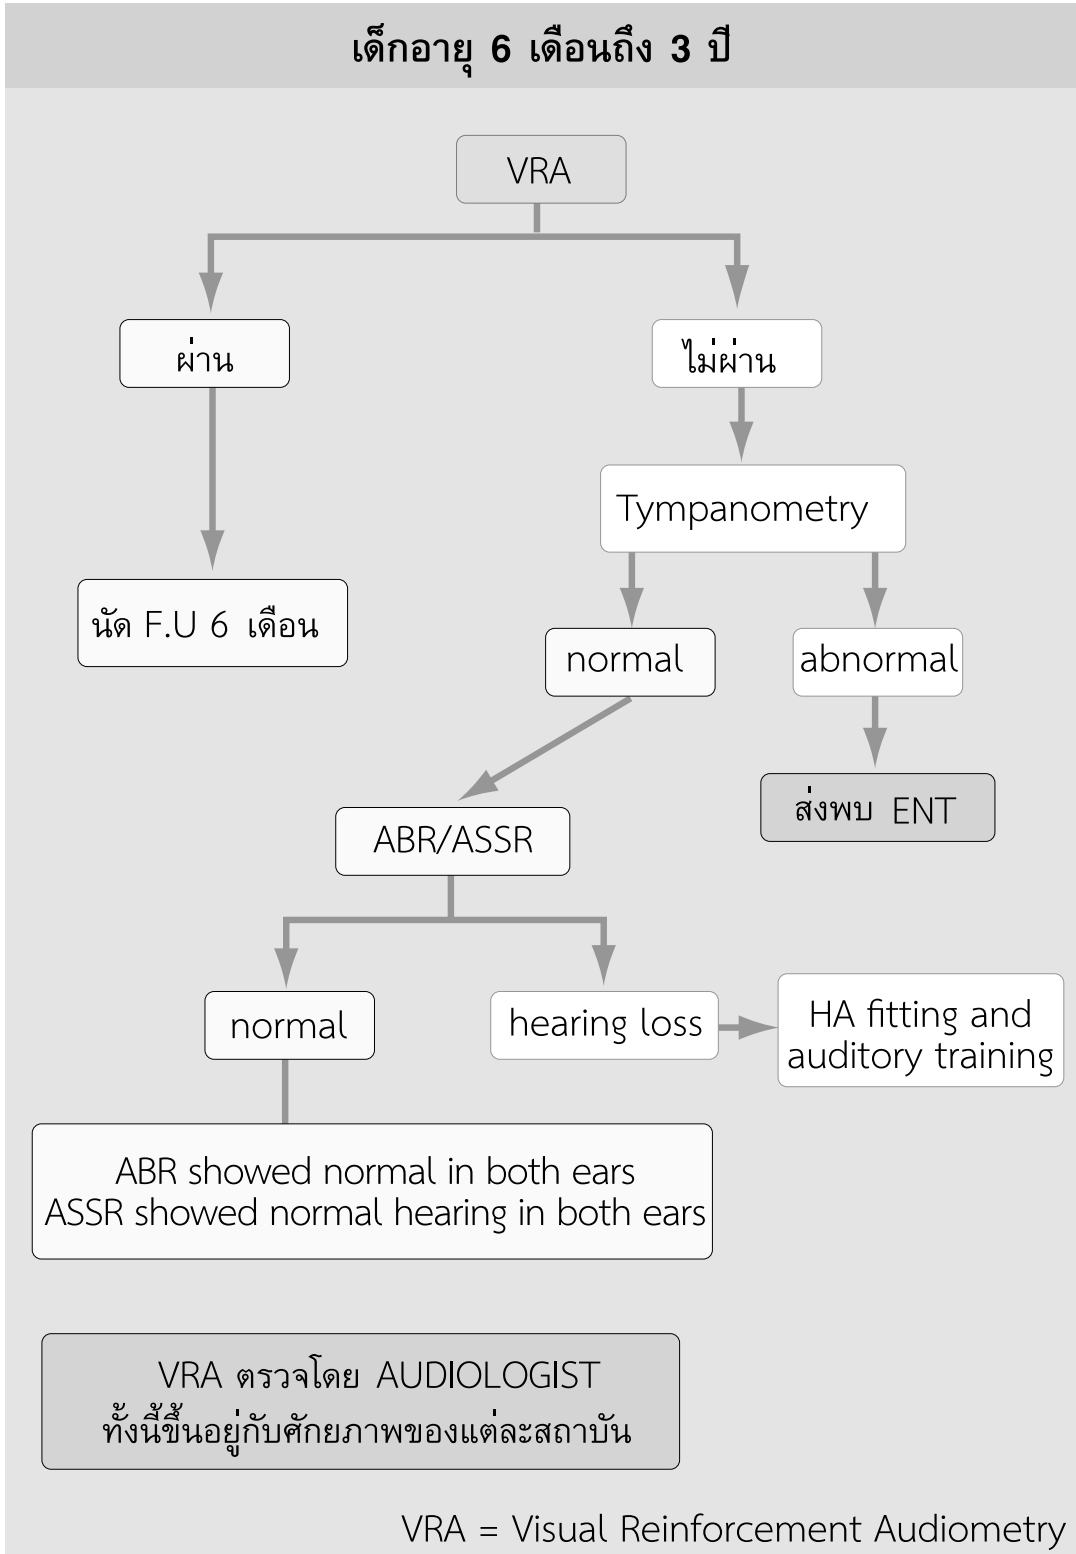 เด็กอายุ 6 เดือนถึง 3 ปี
VRA
ผ่าน
ไม่ผ่าน
Tympanometry
นัด F.U 6 เดือน
normal
abnormal
ส่งพบ ENT
ABR/ASSR
normal
hearing loss
HA fitting and
auditory training
ABR showed normal in both ears
ASSR showed normal hearing in both ears
VRA ตรวจโดย AUDIOLOGIST
ทั้งนี้ขึ้นอยู่กับศักยภาพของแต่ละสถาบัน
VRA = Visual Reinforcement Audiometry